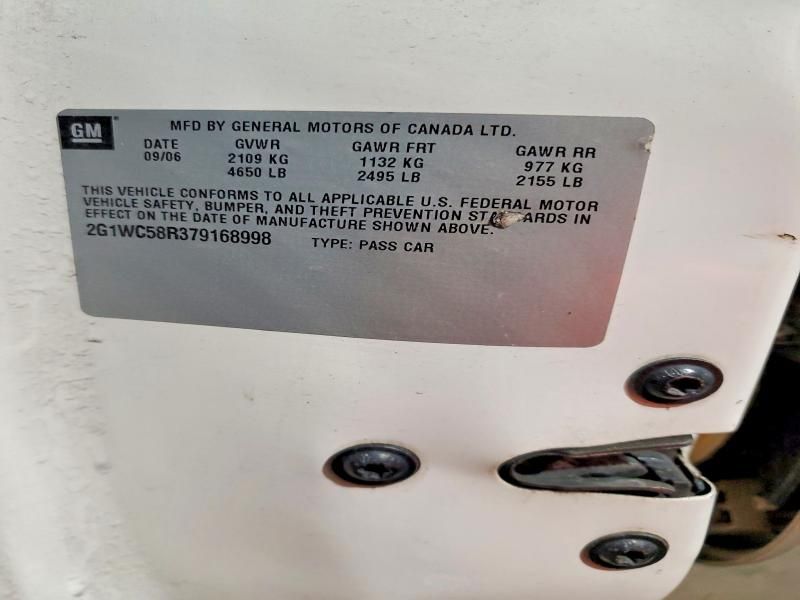 GM MFD BY GENERAL MOTORS OF CANADA LTD.
DATE GVWR GAWR FRT GAWR RR
09/06 2109 KG 1132 KG 977 KG
4650 LB 2495 LB 2155 LB
THIS VEHICLE CONFORMS TO ALL APPLICABLE U.S. FEDERAL MOTOR
VEHICLE SAFETY, BUMPER, AND THEFT PREVENTION STANDARDS IN
EFFECT ON THE DATE OF MANUFACTURE SHOWN ABOVE.
2G1WC58R379168998 TYPE: PASS CAR